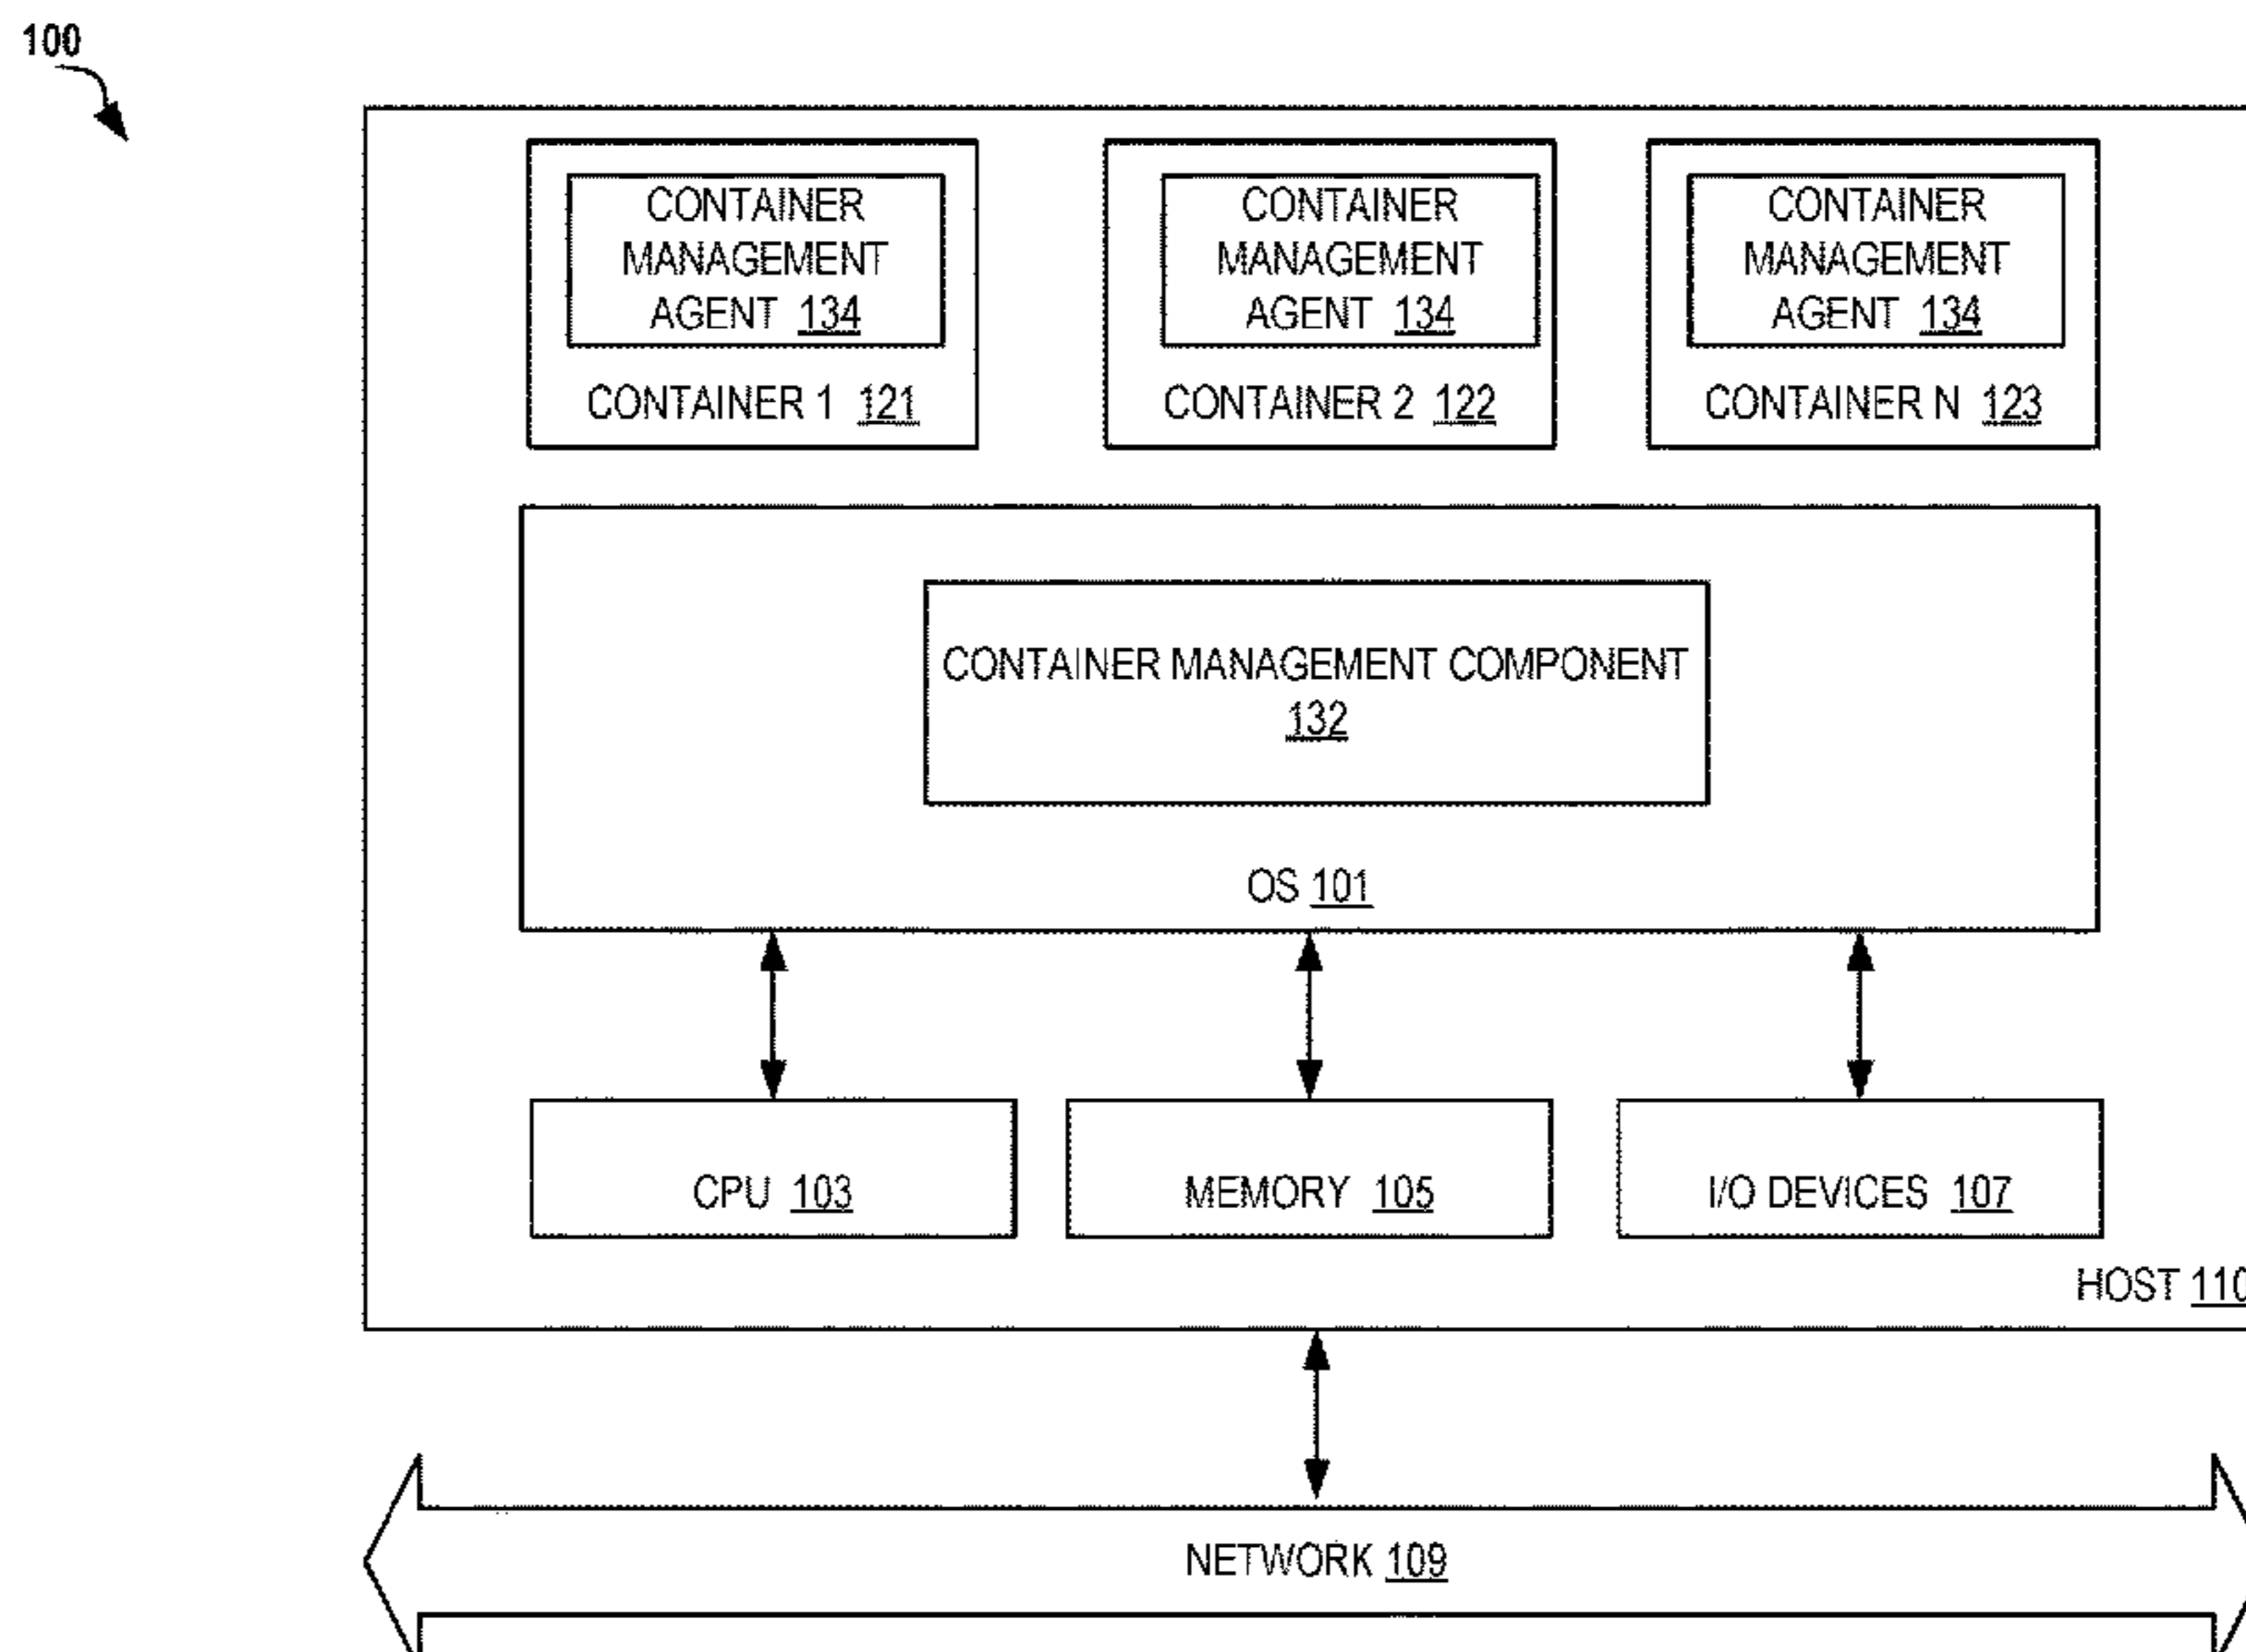 100
CONTAINER
MANAGEMENT
AGENT 134
CONTAINER 1 121
CONTAINER
MANAGEMENT
AGENT 134
CONTAINER 2 122
CONTAINER
MANAGEMENT
AGENT 134
CONTAINER N 123
CONTAINER MANAGEMENT COMPONENT
132
OS 101
CPU 103
MEMORY 105
I/O DEVICES 107
HOST 110
NETWORK 109